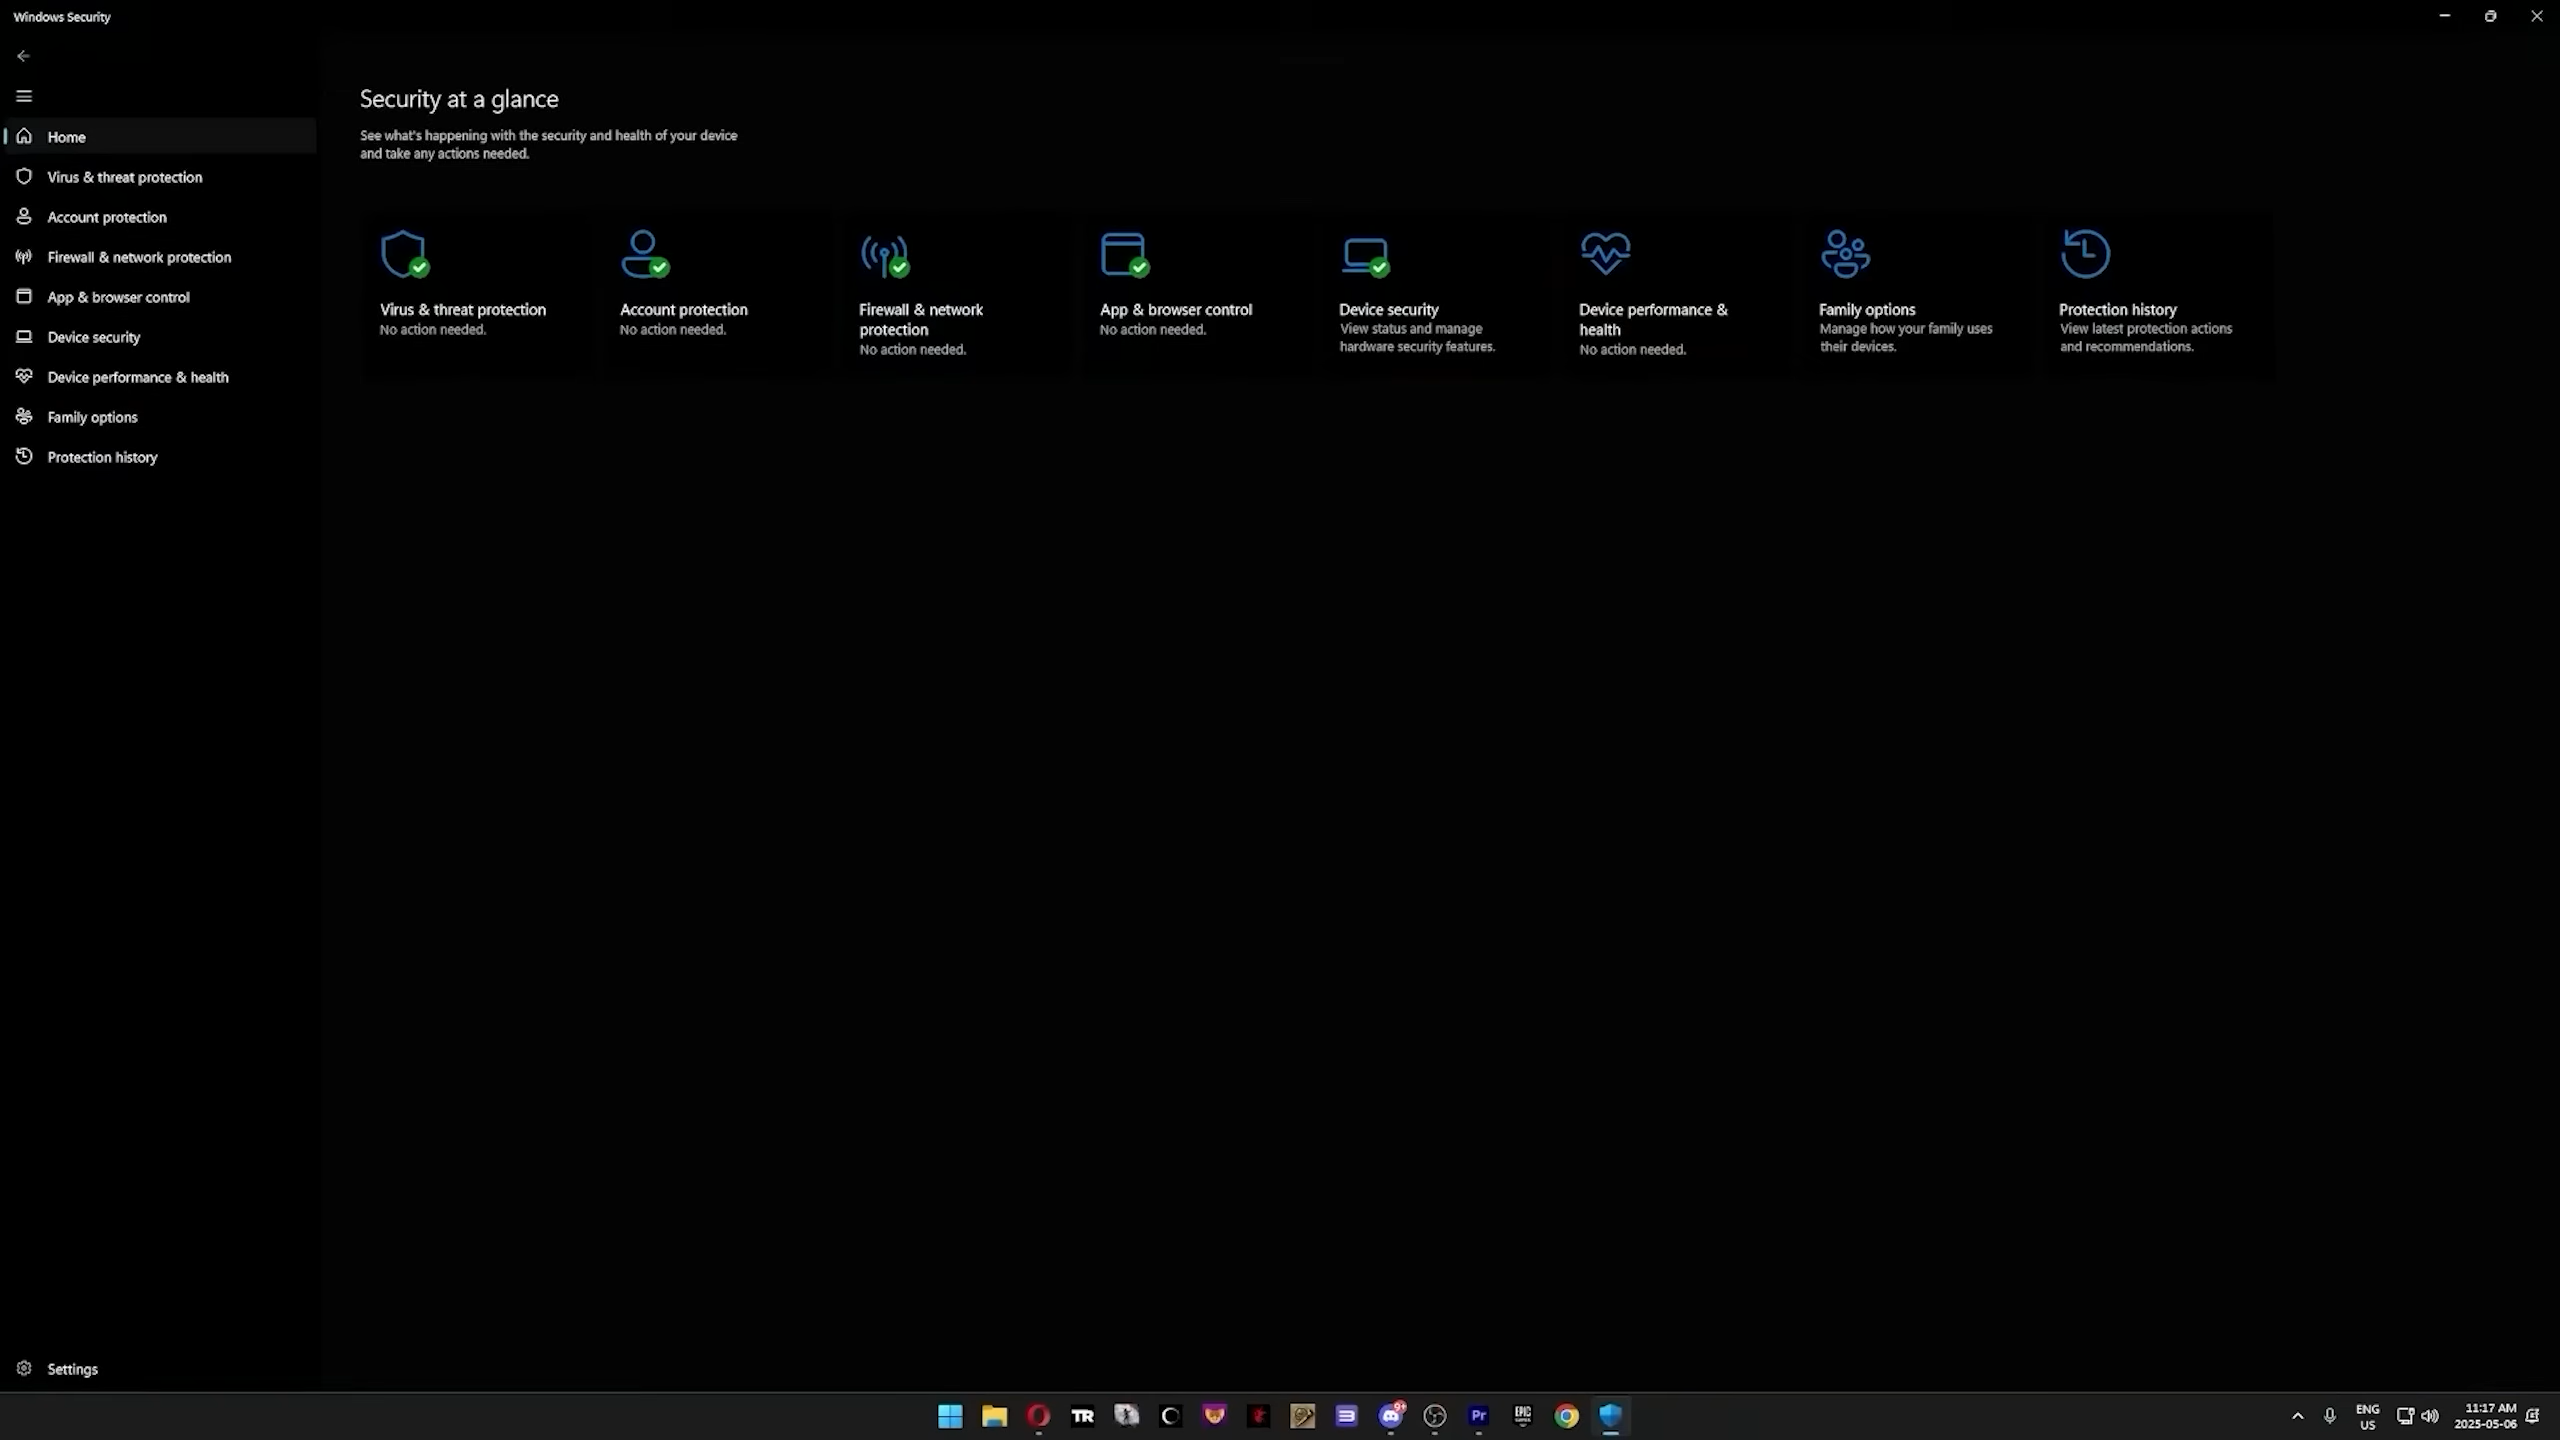 Windows Security
Home
Virus & threat protection
Account protection
Firewall & network protection
App & browser control
Device security
Device performance & health
Family options
Protection history
Settings
Security at a glance
See what's happening with the security and health of your device
and take any actions needed.
Virus & threat protection
No action needed.
Account protection
No action needed.
Firewall & network
protection
No action needed.
App & browser control
No action needed.
Device security
View status and manage
hardware security features.
Device performance &
health
No action needed.
Family options
Manage how your family uses
their devices.
Protection history
View latest protection actions
and recommendations.
TR
9+
Pr
EPIC
GAMES
ENG
US
11:17 AM
2025-05-06